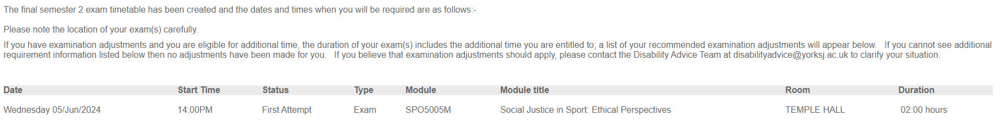 The final semester 2 exam timetable has been created and the dates and times when you will be required are as follows:-
Please note the location of your exam(s) carefully.
If you have examination adjustments and you are eligible for additional time, the duration of your exam(s) includes the additional time you are entitled to; a list of your recommended examination adjustments will appear below. If you cannot see additional
requirement information listed below then no adjustments have been made for you. If you believe that examination adjustments should apply, please contact the Disability Advice Team at disabilityadvice@yorksj.ac.uk to clarify your situation.
Date Start Time Status Type Module Module title Room Duration
Wednesday 05/Jun/2024 14:00PM First Attempt Exam SPO5005M Social Justice in Sport: Ethical Perspectives TEMPLE HALL 02:00 hours